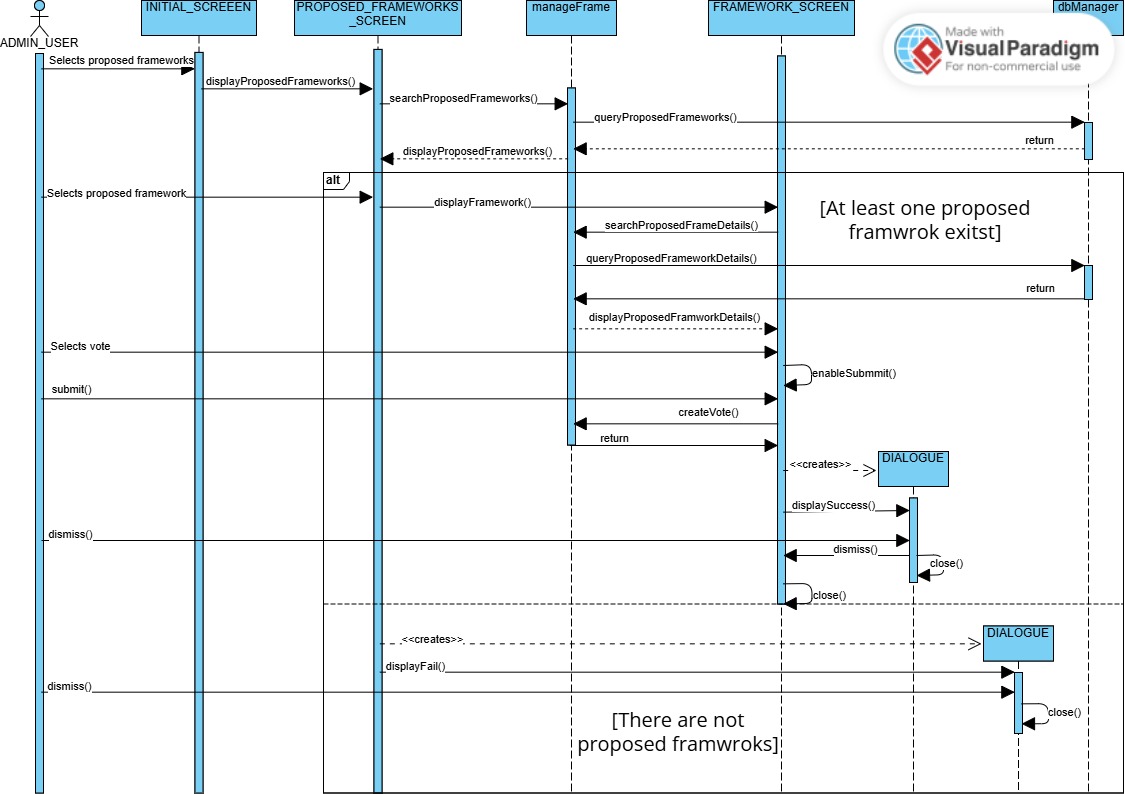 INITIAL_SCREEEN
PROPOSED_FRAMEWORKS
_SCREEN
manageFrame
FRAMEWORK_SCREEN
dbManager
ADMIN_USER
Made with
Visual Paradigm
For non-commercial use
Selects proposed frameworks
displayProposedFrameworks()
searchProposedFrameworks()
queryProposedFrameworks()
return
displayProposedFrameworks()
alt
Selects proposed framework
displayFramework()
[At least one proposed
framwrok exitst]
searchProposedFrameDetails()
queryProposedFrameworkDetails()
return
displayProposedFramworkDetails()
Selects vote
enableSubmmit()
submit()
createVote()
return
DIALOGUE
<<creates>>
displaySuccess()
dismiss()
dismiss()
close()
close()
DIALOGUE
<<creates>>
displayFail()
dismiss()
close()
[There are not
proposed framwroks]